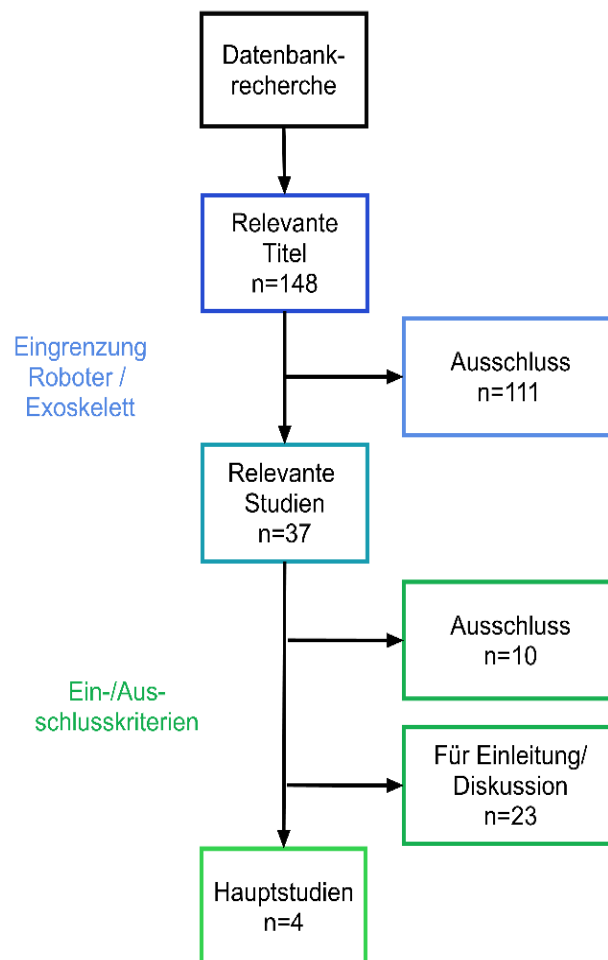 Datenbank-
recherche
Relevante
Titel
n=148
Eingrenzung
Roboter /
Exoskelett
Ausschluss
n=111
Relevante
Studien
n=37
Ausschluss
n=10
Ein-/Aus-
schlusskriterien
Für Einleitung/
Diskussion
n=23
Hauptstudien
n=4